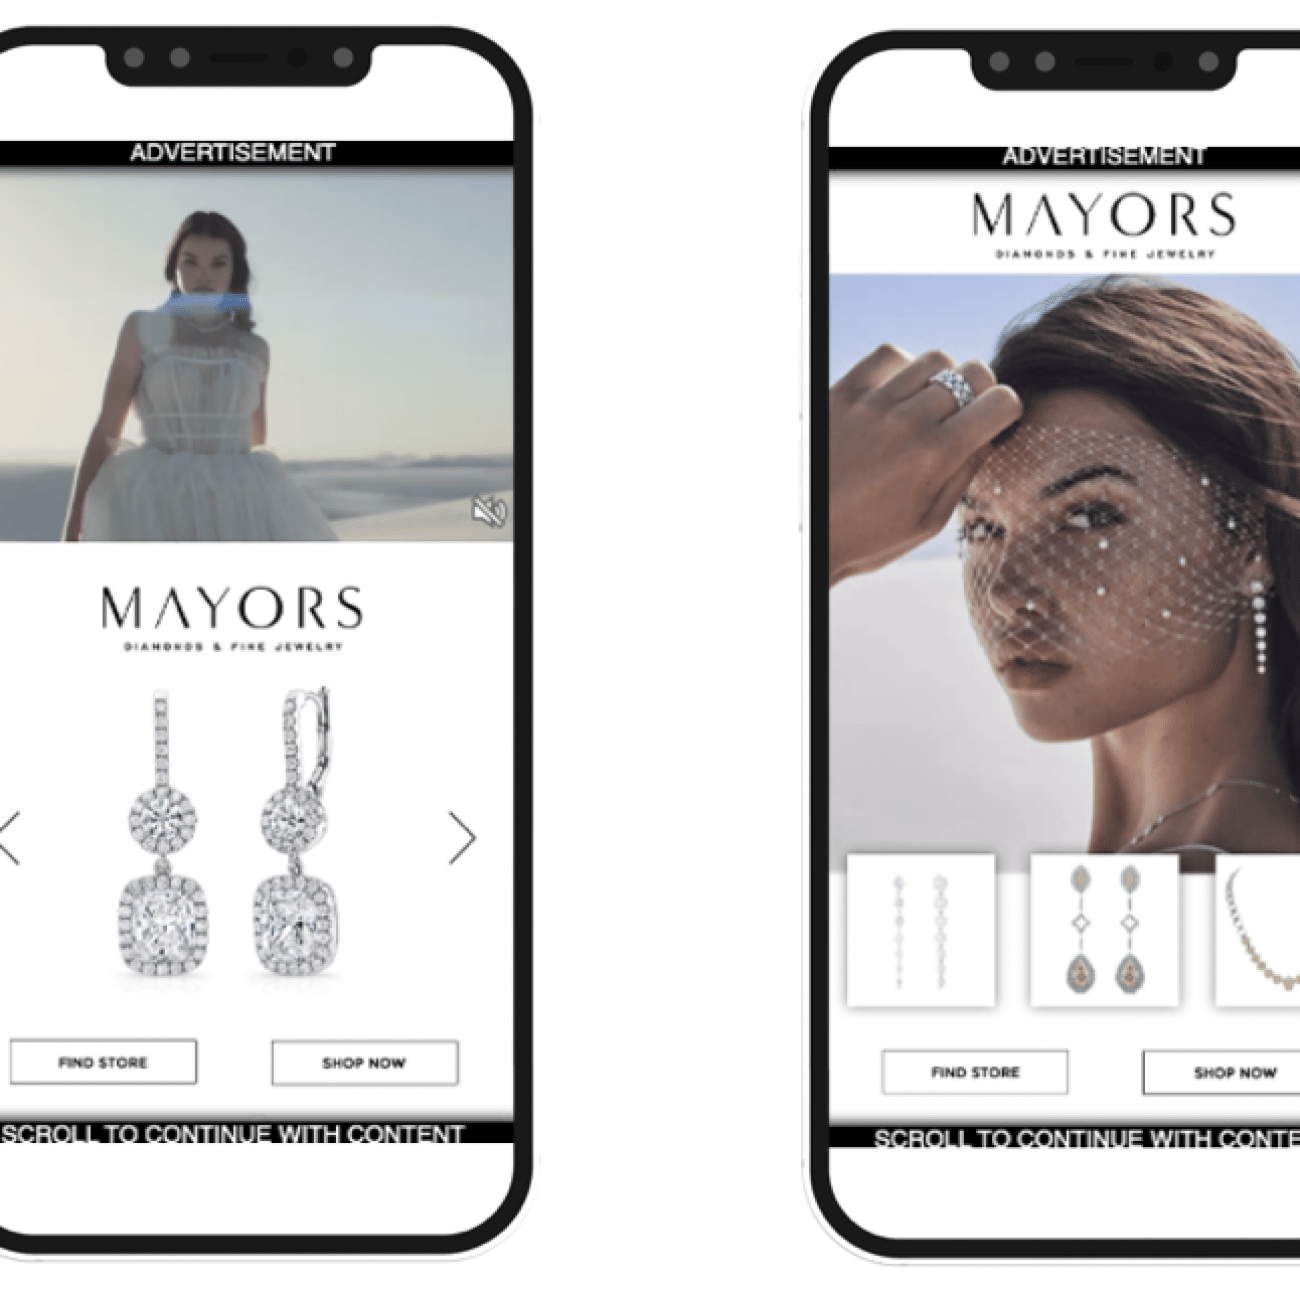 ADVERTISEMENT
MAYORS
DIAMONDS & FINE JEWELRY
FIND STORE
SHOP NOW
SCROLL TO CONTINUE WITH CONTENT
ADVERTISEMENT
MAYORS
DIAMONDS & FINE JEWELRY
FIND STORE
SHOP NOW
SCROLL TO CONTINUE WITH CONTE